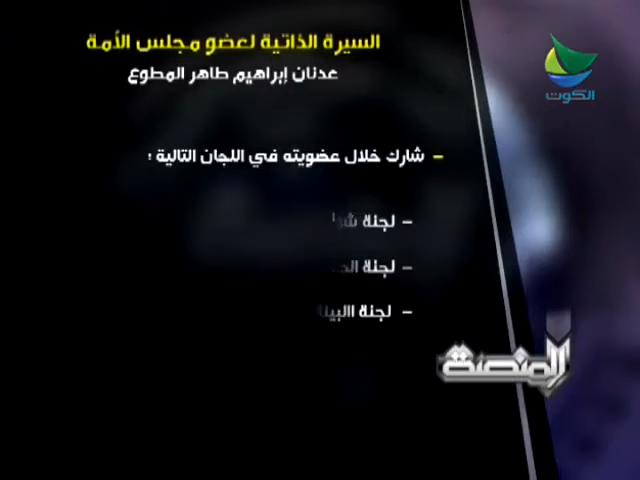 السيرة الذاتية لعضو مجلس الأمة
عدنان إبراهيم طاهر المطوع
الكوت
– شارك خلال عضويته في اللجان التالية :
– لجنة
– لجنة
– لجنة
المنصة